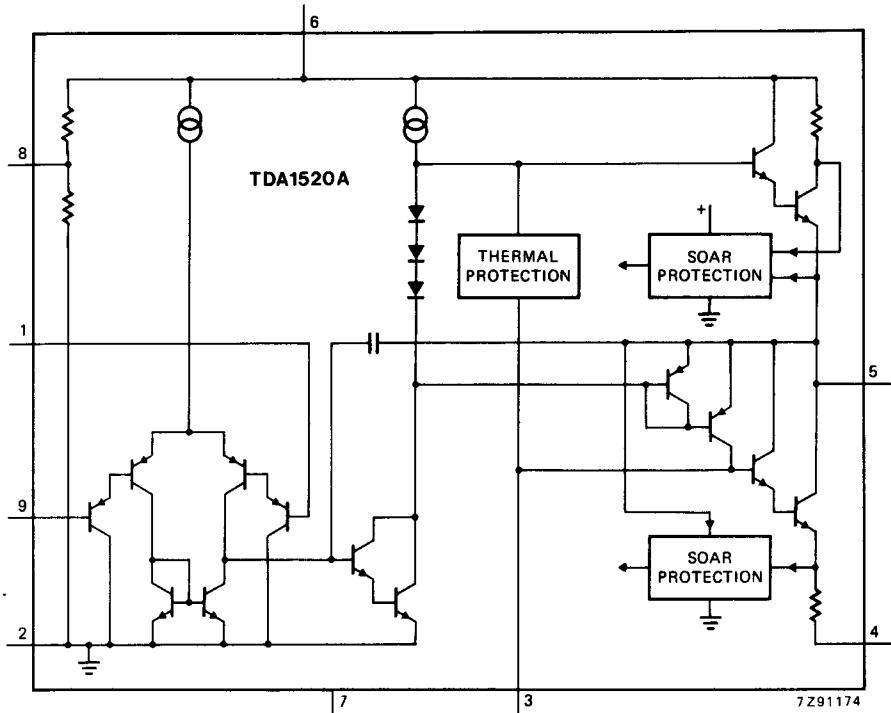 6
8
TDA1520A
+
THERMAL
PROTECTION
SOAR
PROTECTION
1
5
9
SOAR
PROTECTION
2
4
7
3
7Z91174